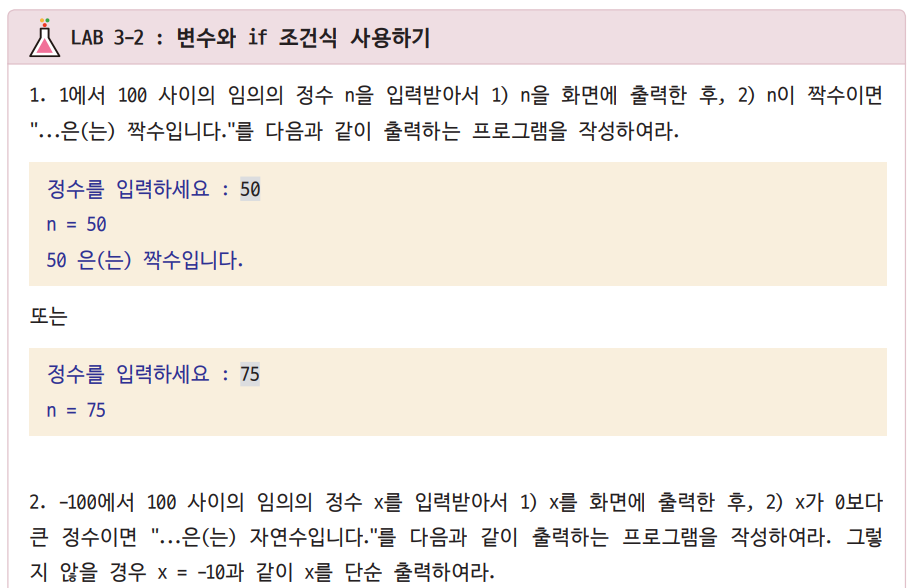 LAB 3-2 : 변수와 if 조건식 사용하기
1. 1에서 100 사이의 임의의 정수 n을 입력받아서 1) n을 화면에 출력한 후, 2) n이 짝수이면
"...은(는) 짝수입니다."를 다음과 같이 출력하는 프로그램을 작성하여라.
정수를 입력하세요 : 50
n = 50
50 은(는) 짝수입니다.
또는
정수를 입력하세요 : 75
n = 75
2. -100에서 100 사이의 임의의 정수 x를 입력받아서 1) x를 화면에 출력한 후, 2) x가 0보다
큰 정수이면 "...은(는) 자연수입니다."를 다음과 같이 출력하는 프로그램을 작성하여라. 그렇
지 않을 경우 x = -10과 같이 x를 단순 출력하여라.